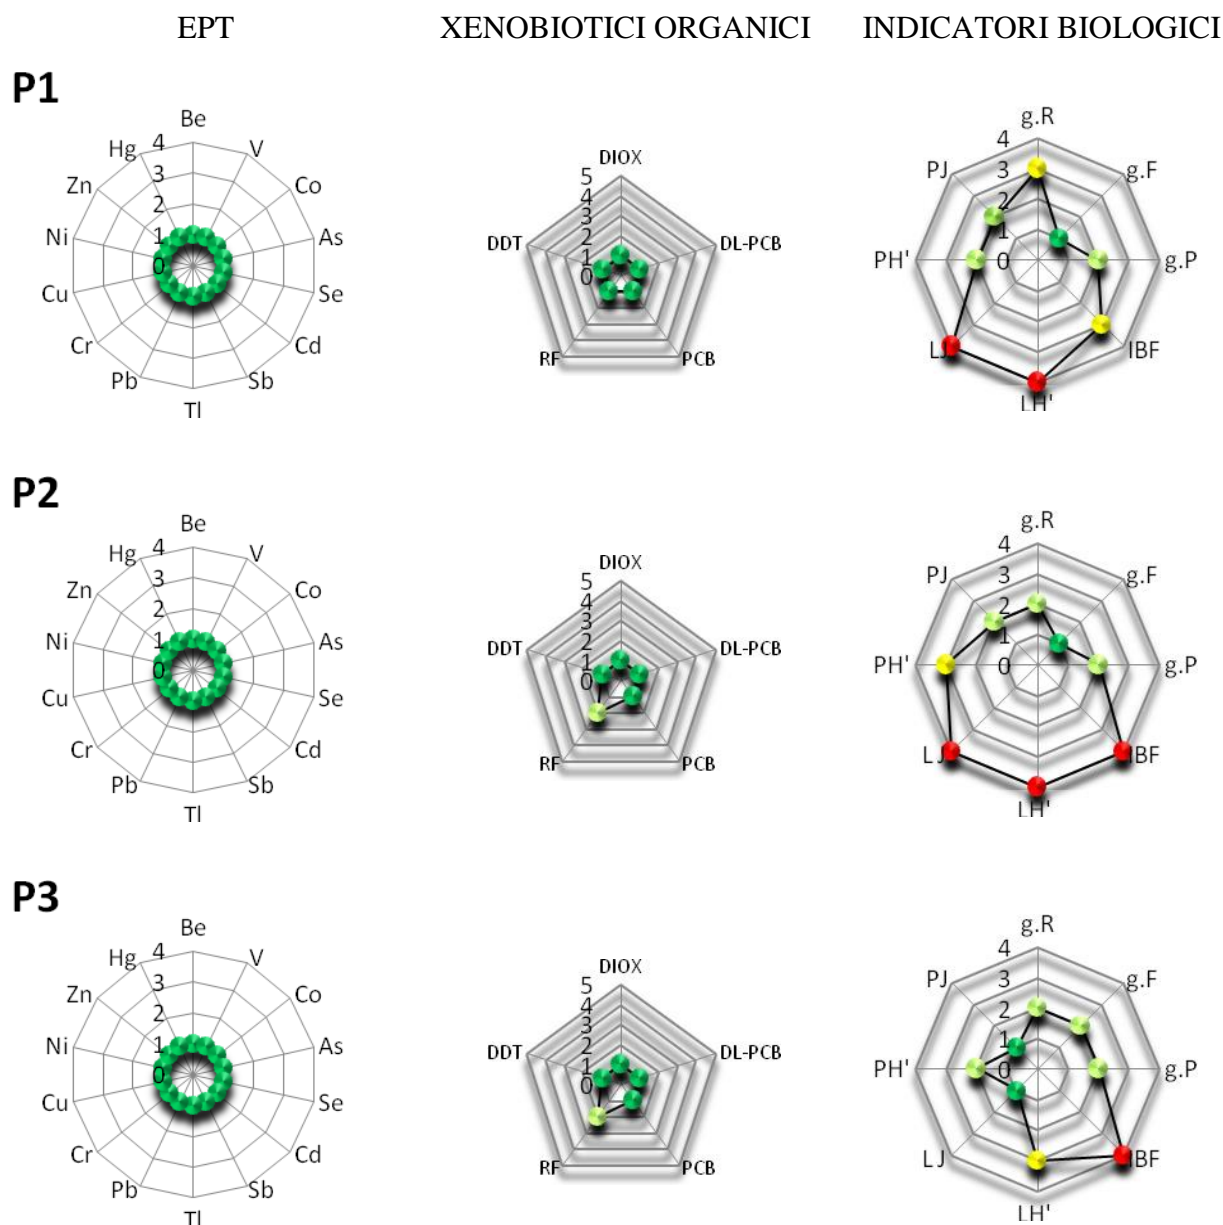 EPT XENOBIOTICI ORGANICI INDICATORI BIOLOGICI
P1
Be
V
Co
As
Se
Cd
Sb
Tl
Pb
Cr
Cu
Ni
Zn
Hg
4
3
2
1
0
DIOX
DL-PCB
PCB
RF
DDT
5
4
3
2
1
0
g.R
g.F
g.P
IBF
LH'
LJ
PH'
PJ
4
3
2
1
0
P2
Be
V
Co
As
Se
Cd
Sb
Tl
Pb
Cr
Cu
Ni
Zn
Hg
4
3
2
1
0
DIOX
DL-PCB
PCB
RF
DDT
5
4
3
2
1
0
g.R
g.F
g.P
IBF
LH'
LJ
PH'
PJ
4
3
2
1
0
P3
Be
V
Co
As
Se
Cd
Sb
Tl
Pb
Cr
Cu
Ni
Zn
Hg
4
3
2
1
0
DIOX
DL-PCB
PCB
RF
DDT
5
4
3
2
1
0
g.R
g.F
g.P
IBF
LH'
LJ
PH'
PJ
4
3
2
1
0